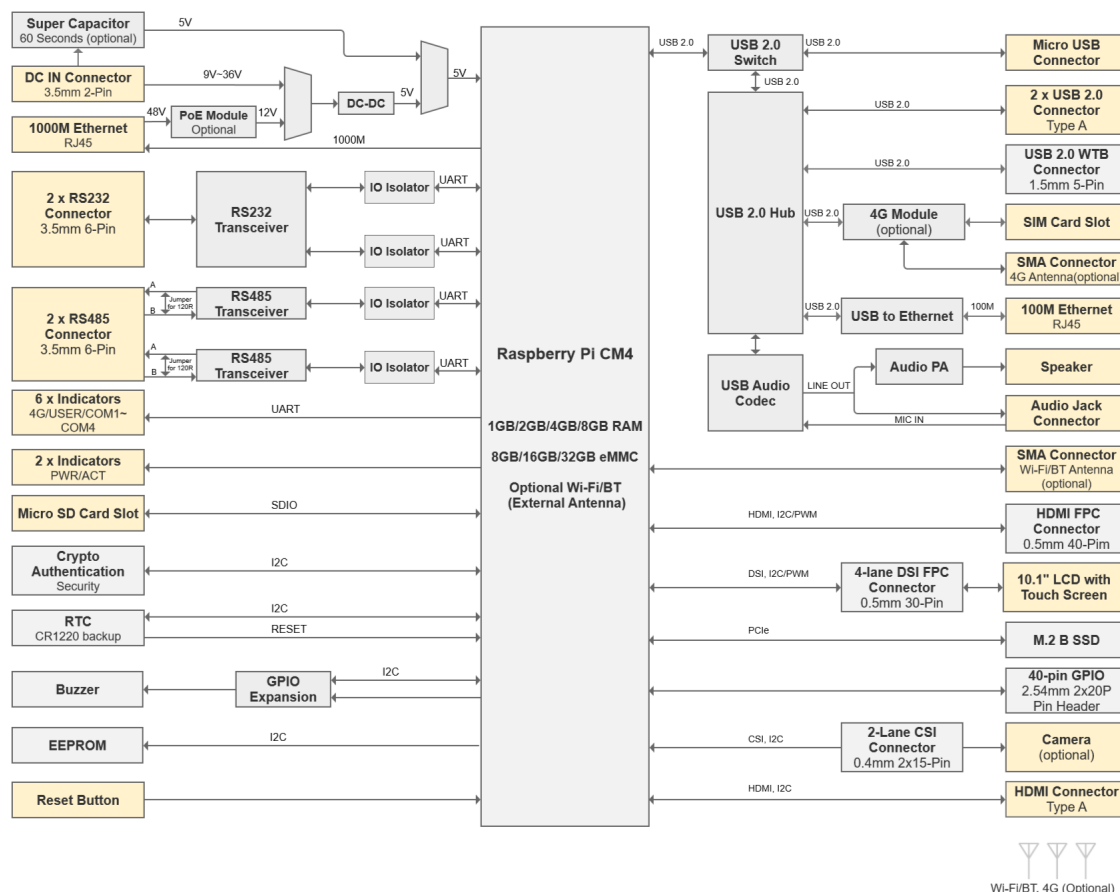 Super Capacitor
60 Seconds (optional)
5V
DC IN Connector
3.5mm 2-Pin
9V~36V
5V
DC-DC
5V
48V
PoE Module
Optional
12V
1000M Ethernet
RJ45
1000M
2 x RS232
Connector
3.5mm 6-Pin
RS232
Transceiver
IO Isolator
UART
IO Isolator
UART
2 x RS485
Connector
3.5mm 6-Pin
A
Jumper
for 120R
B
RS485
Transceiver
IO Isolator
UART
A
Jumper
for 120R
B
RS485
Transceiver
IO Isolator
UART
6 x Indicators
4G/USER/COM1~
COM4
UART
2 x Indicators
PWR/ACT
Micro SD Card Slot
SDIO
Crypto
Authentication
Security
I2C
RTC
CR1220 backup
I2C
RESET
Buzzer
GPIO
Expansion
I2C
EEPROM
I2C
Reset Button
Raspberry Pi CM4
1GB/2GB/4GB/8GB RAM
8GB/16GB/32GB eMMC
Optional Wi-Fi/BT
(External Antenna)
USB 2.0
USB 2.0
Switch
USB 2.0
Micro USB
Connector
USB 2.0
USB 2.0 Hub
USB 2.0
2 x USB 2.0
Connector
Type A
USB 2.0
USB 2.0 WTB
Connector
1.5mm 5-Pin
USB 2.0
4G Module
(optional)
SIM Card Slot
SMA Connector
4G Antenna(optional
USB 2.0
USB to Ethernet
100M
100M Ethernet
RJ45
USB Audio
Codec
LINE OUT
Audio PA
Speaker
MIC IN
Audio Jack
Connector
SMA Connector
Wi-Fi/BT Antenna
(optional)
HDMI, I2C/PWM
HDMI FPC
Connector
0.5mm 40-Pim
DSI, I2C/PWM
4-lane DSI FPC
Connector
0.5mm 30-Pin
10.1" LCD with
Touch Screen
PCIe
M.2 B SSD
40-pin GPIO
2.54mm 2x20P
Pin Header
CSI, I2C
2-Lane CSI
Connector
0.4mm 2x15-Pin
Camera
(optional)
HDMI, I2C
HDMI Connector
Type A
Wi-Fi/BT, 4G (Optional)